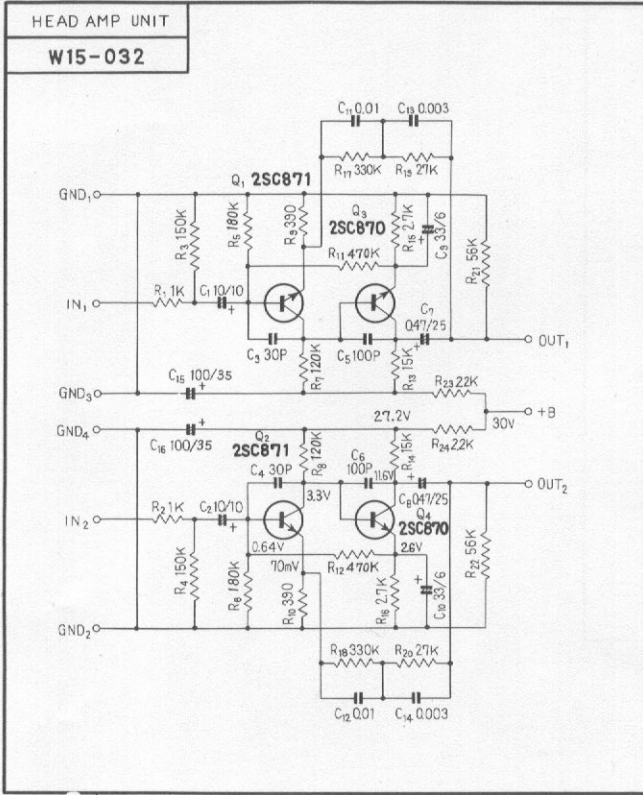 HEAD AMP UNIT
W15-032
C11 0.01
C13 0.003
R17 330K
R19 27K
Q1 2SC871
GND1
R3 150K
R5 180K
R9 390
Q3
2SC870
R15 2.7K
C9 33/6
R11 470K
R21 56K
IN1
R1 1K
C1 10/10
C3 30P
C5 100P
C7
0.47/25
OUT1
R7 120K
R13 15K
C15 100/35
R23 2.2K
GND3
+B
30V
GND4
27.2V
R24 2.2K
C16 100/35
Q2
2SC871
R8 120K
C6
100P
11.6V
R14 15K
C4 30P
3.3V
C8 0.47/25
OUT2
Q4
2SC870
IN2
R2 1K
C2 10/10
0.64V
2.6V
R22 56K
R4 150K
R6 180K
70mV
R12 470K
R10 390
R16 2.7K
C10 33/6
GND2
R18 330K
R20 27K
C12 0.01
C14 0.003